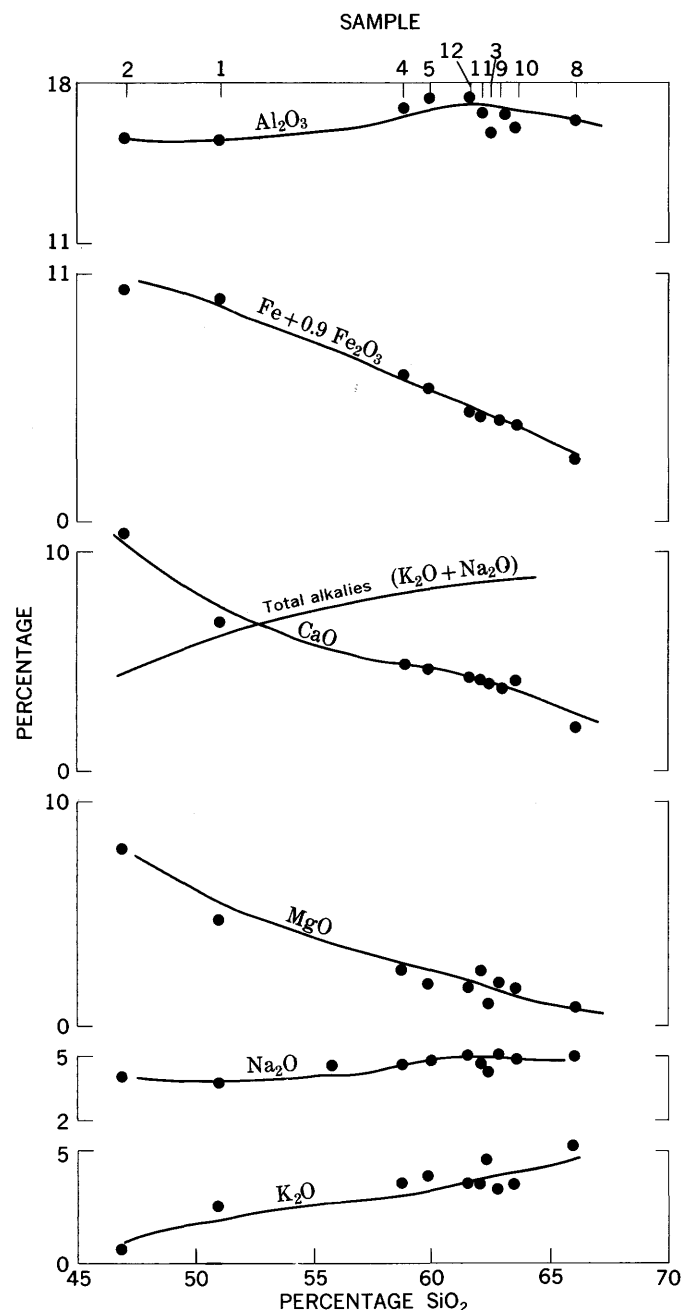 SAMPLE
2 1 4 5 12 11 3 9 10 8
18
Al₂O₃
11
11
Fe+0.9 Fe₂O₃
0
10
Total alkalies (K₂O + Na₂O)
CaO
0
PERCENTAGE
10
MgO
0
5
Na₂O
2
5
K₂O
0
45 50 55 60 65 70
PERCENTAGE SiO₂